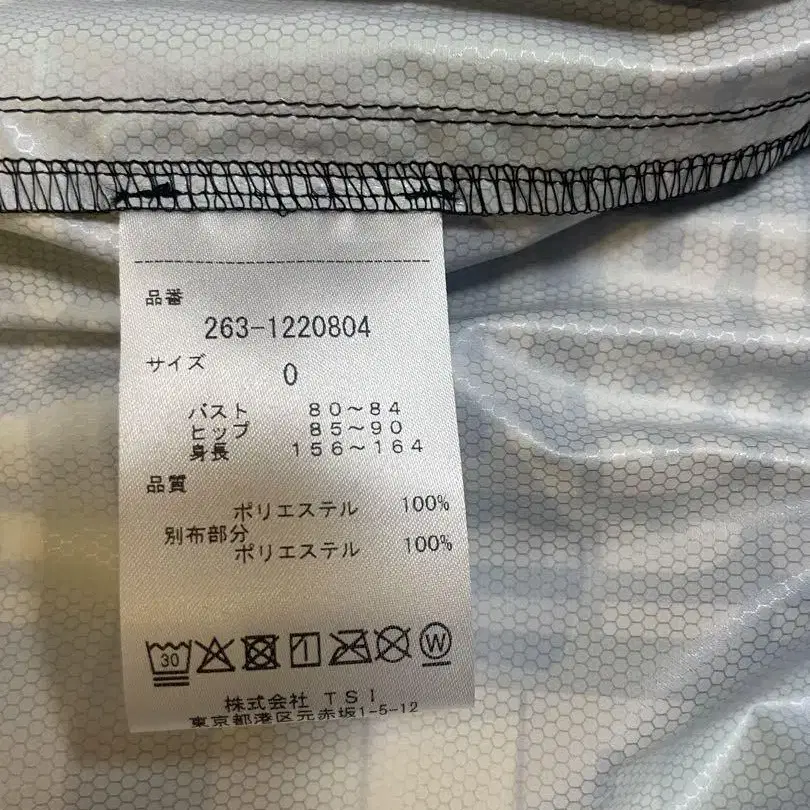 品番
263-1220804
サイズ
0
バスト 80～84
ヒップ 85～90
身長 156～164
品質
ポリエステル 100%
別布部分
ポリエステル 100%
30 W
株式会社 TSI
東京都港区元赤坂1-5-12